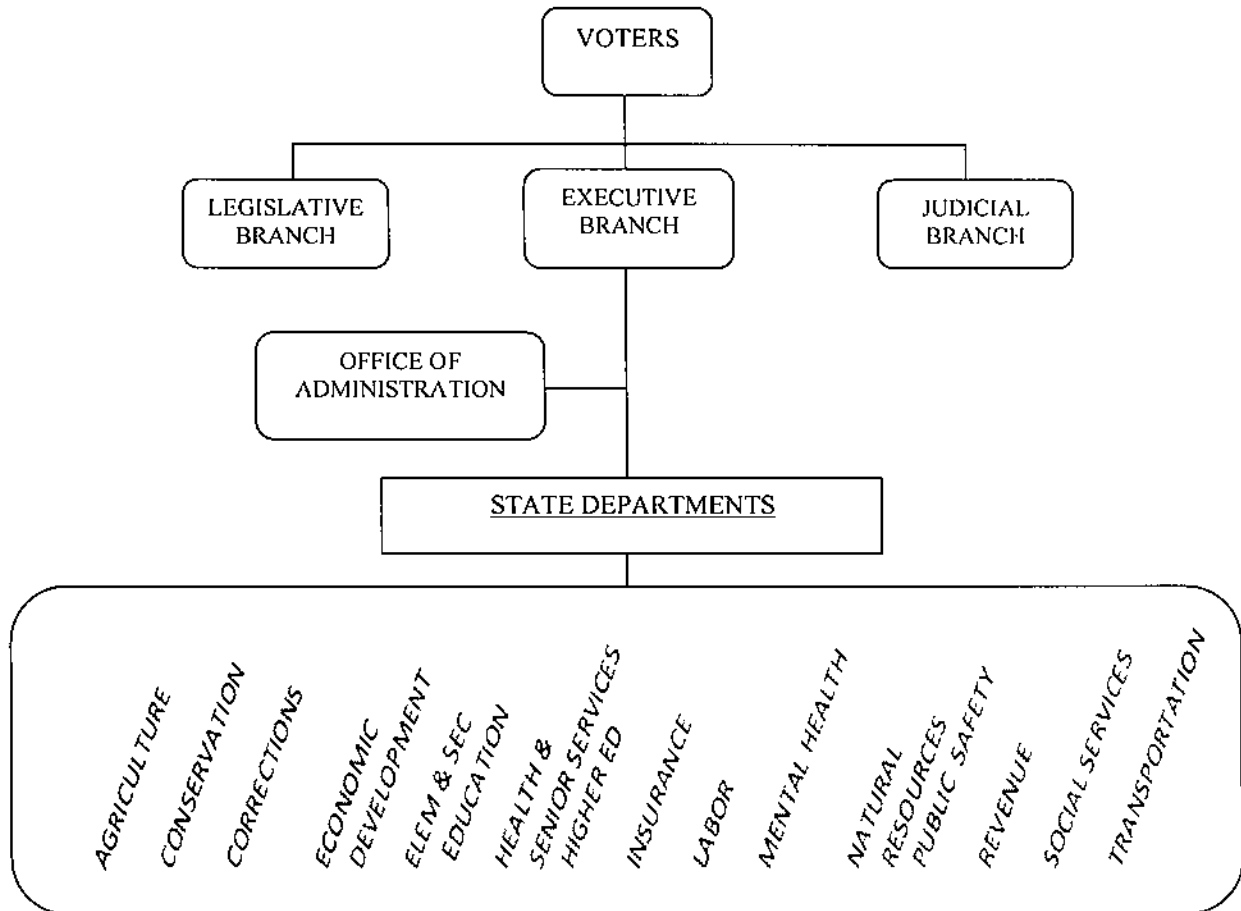 VOTERS
LEGISLATIVE
BRANCH
EXECUTIVE
BRANCH
JUDICIAL
BRANCH
OFFICE OF
ADMINISTRATION
STATE DEPARTMENTS
AGRICULTURE
CONSERVATION
CORRECTIONS
ECONOMIC
DEVELOPMENT
ELEM & SEC
EDUCATION
HEALTH &
SENIOR SERVICES
HIGHER ED
INSURANCE
LABOR
MENTAL HEALTH
NATURAL
RESOURCES
PUBLIC SAFETY
REVENUE
SOCIAL SERVICES
TRANSPORTATION